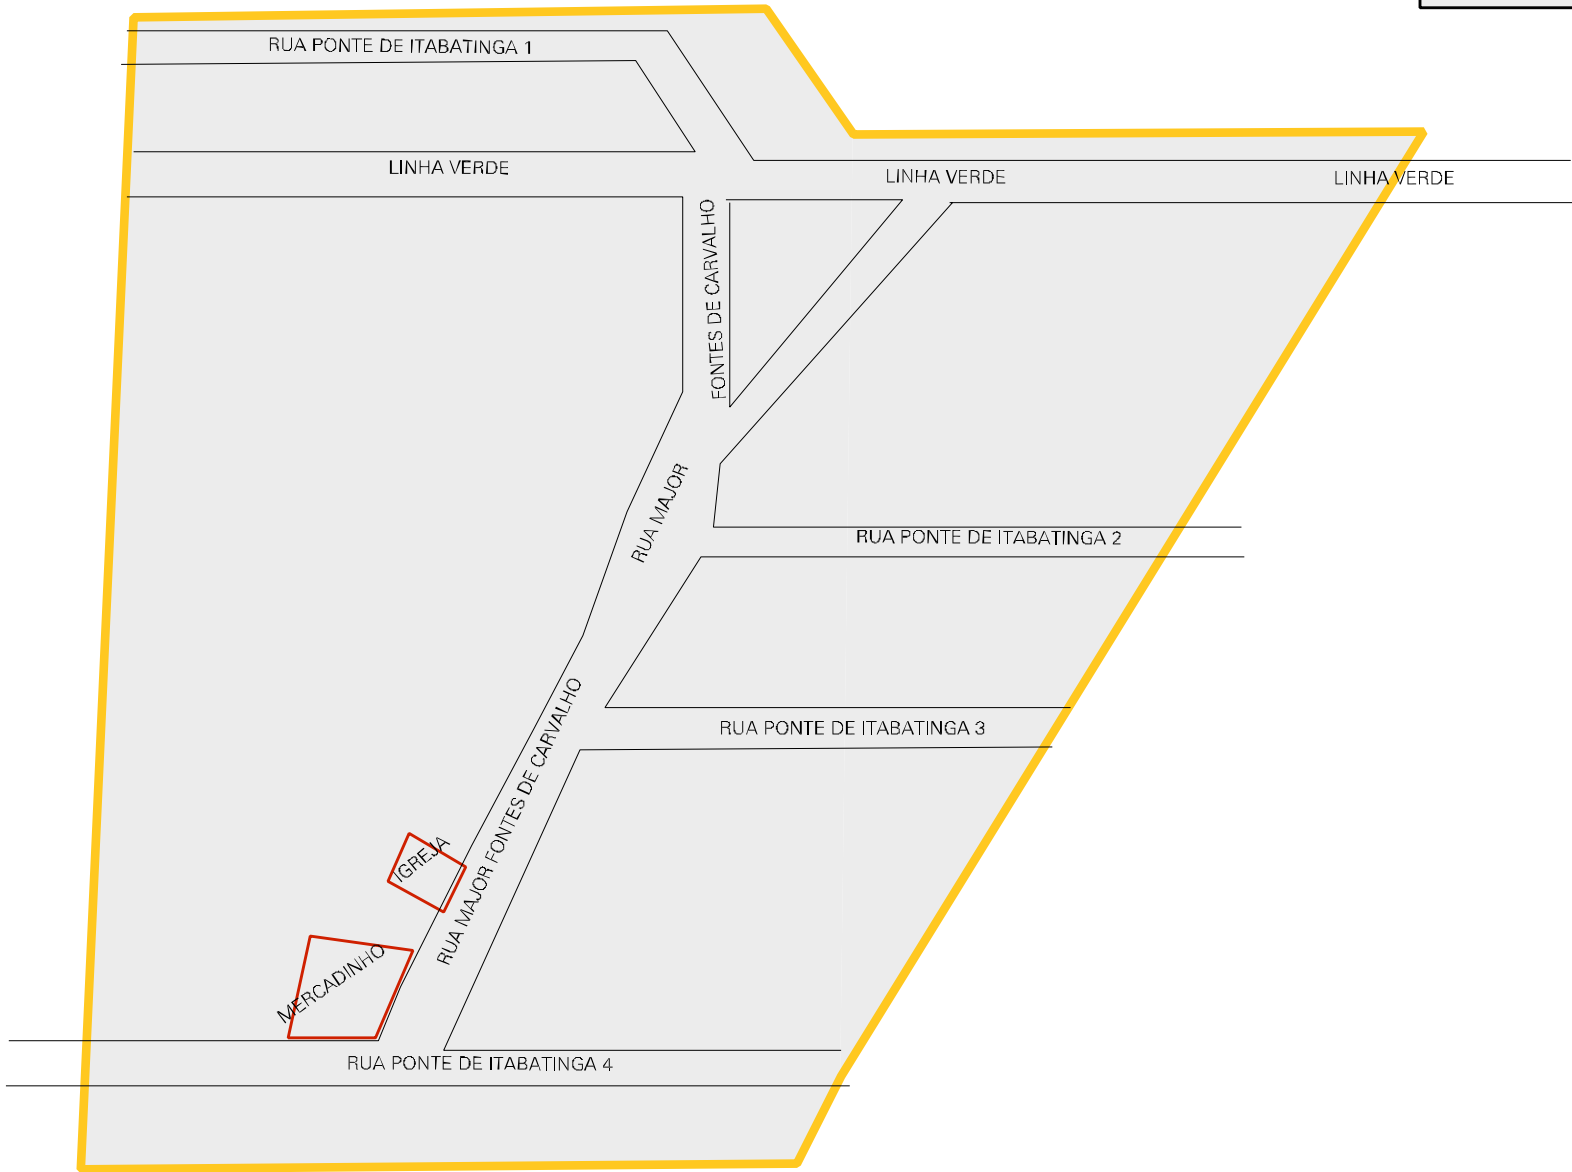 RUA PONTE DE ITABATINGA 1
LINHA VERDE
LINHA VERDE
LINHA VERDE
FONTES DE CARVALHO
RUA MAJOR
RUA PONTE DE ITABATINGA 2
RUA PONTE DE ITABATINGA 3
RUA MAJOR FONTES DE CARVALHO
IGREJA
MERCADINHO
RUA PONTE DE ITABATINGA 4